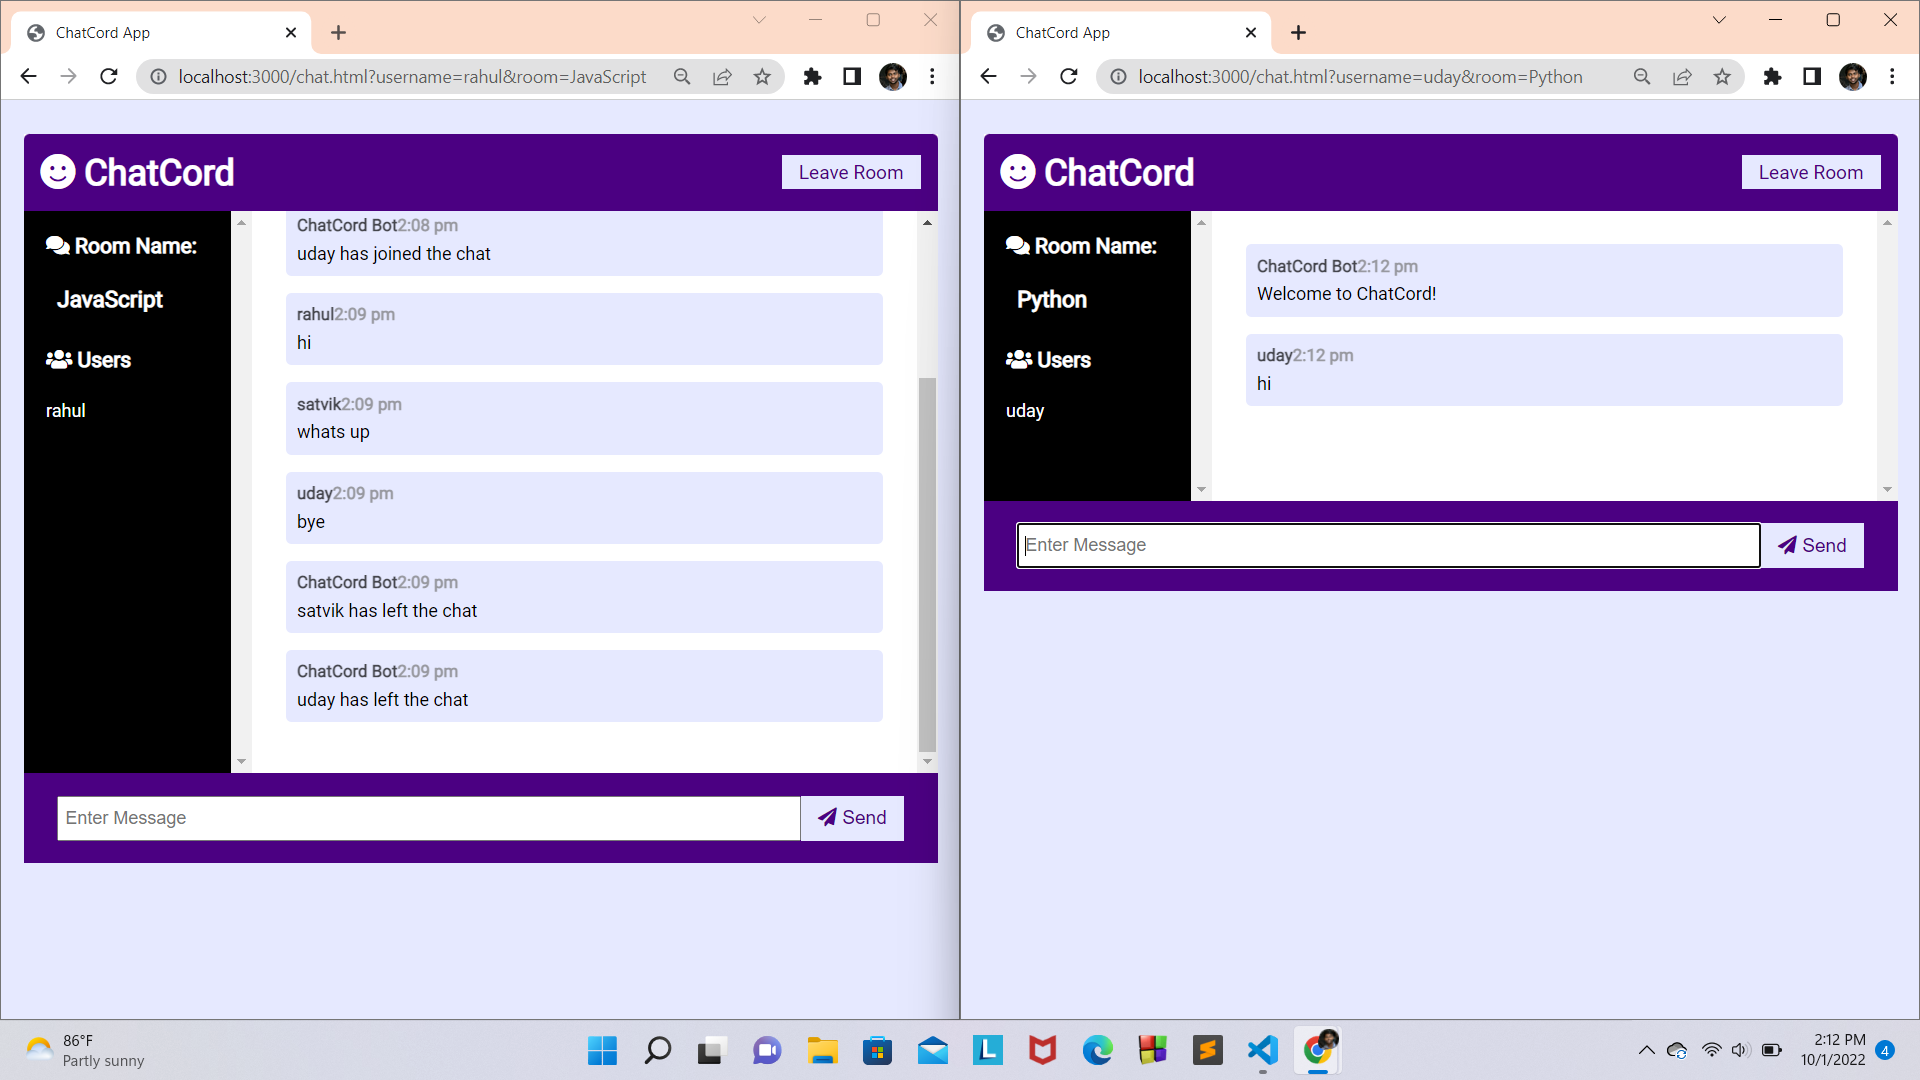 ChatCord App
localhost:3000/chat.html?username=rahul&room=JavaScript
ChatCord
Leave Room
Room Name:
JavaScript
Users
rahul
ChatCord Bot2:08 pm
uday has joined the chat
rahul2:09 pm
hi
satvik2:09 pm
whats up
uday2:09 pm
bye
ChatCord Bot2:09 pm
satvik has left the chat
ChatCord Bot2:09 pm
uday has left the chat
Enter Message
Send
ChatCord App
localhost:3000/chat.html?username=uday&room=Python
ChatCord
Leave Room
Room Name:
Python
Users
uday
ChatCord Bot2:12 pm
Welcome to ChatCord!
uday2:12 pm
hi
Enter Message
Send
86°F
Partly sunny
L
2:12 PM
10/1/2022
4